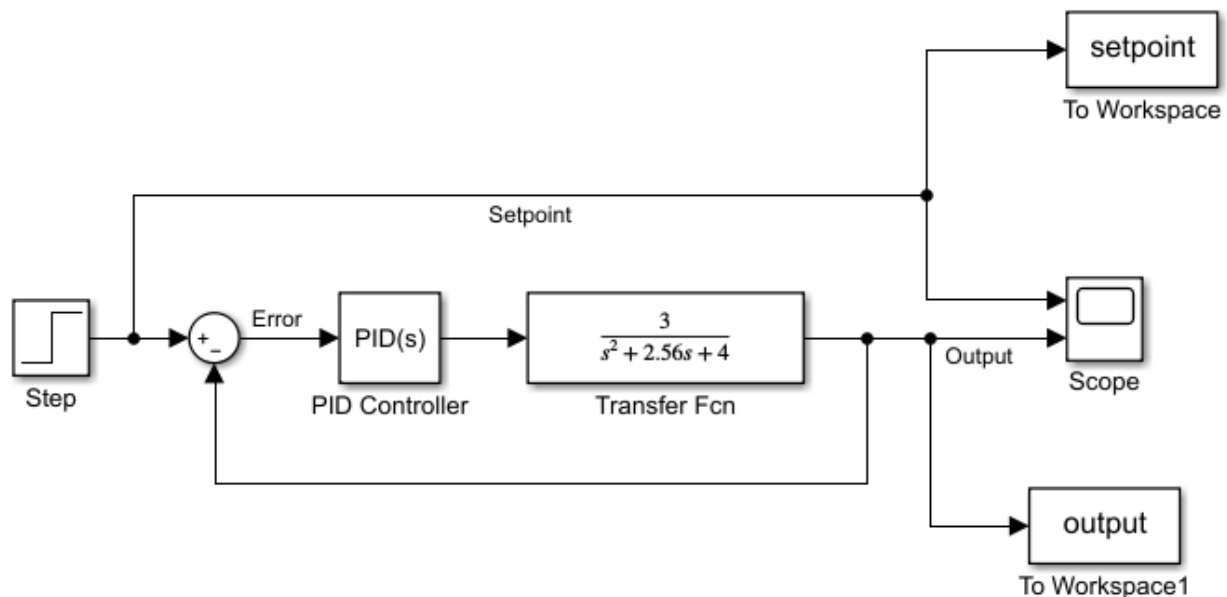 setpoint
To Workspace
Setpoint
Step
+
−
Error
PID(s)
PID Controller
3
s² + 2.56s + 4
Transfer Fcn
Output
Scope
output
To Workspace1